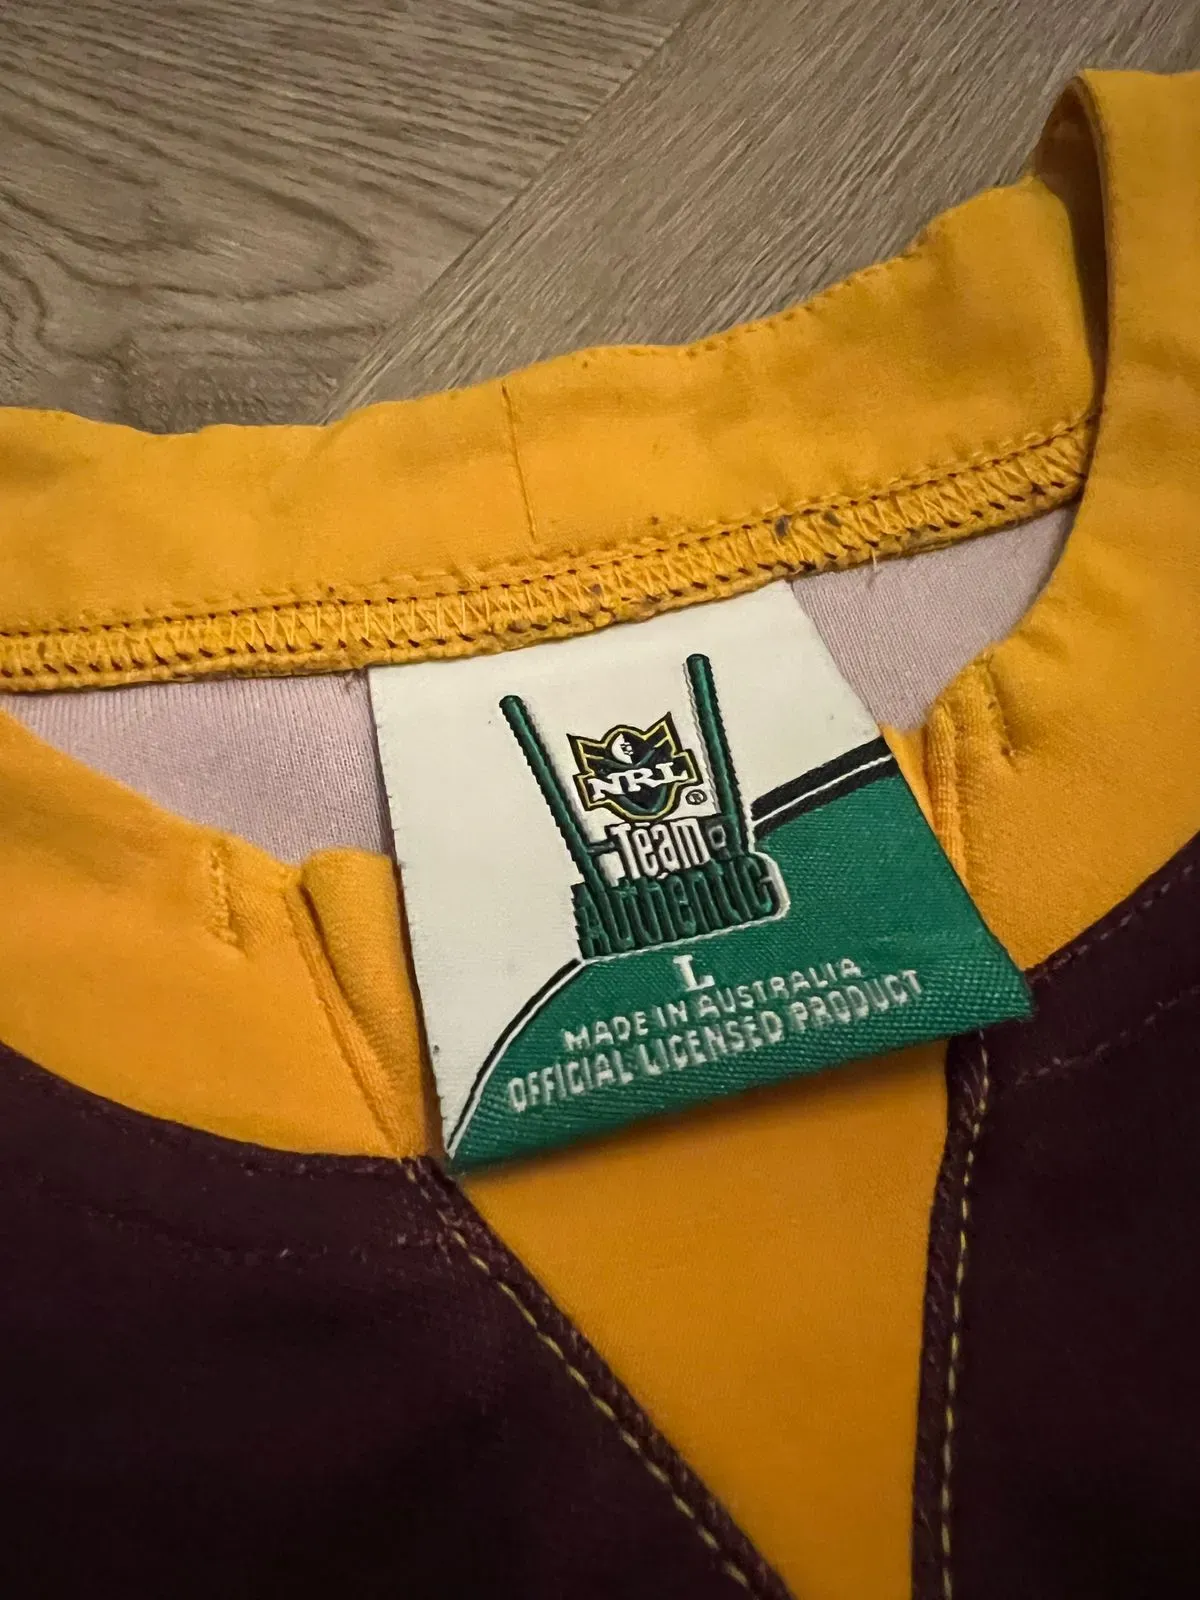 NRL
®
Team
Authentic
L
MADE IN AUSTRALIA
OFFICIAL LICENSED PRODUCT